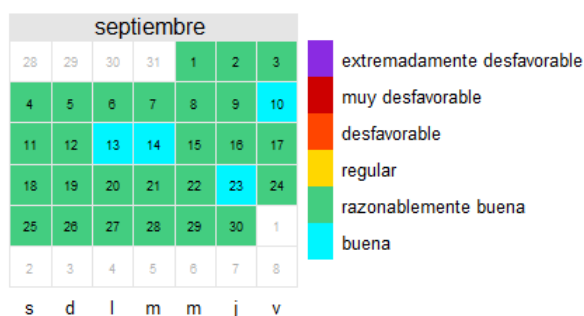 septiembre
28 29 30 31 1 2 3
4 5 6 7 8 9 10
11 12 13 14 15 16 17
18 19 20 21 22 23 24
25 26 27 28 29 30 1
2 3 4 5 6 7 8
s d l m m j v
extremadamente desfavorable
muy desfavorable
desfavorable
regular
razonablemente buena
buena